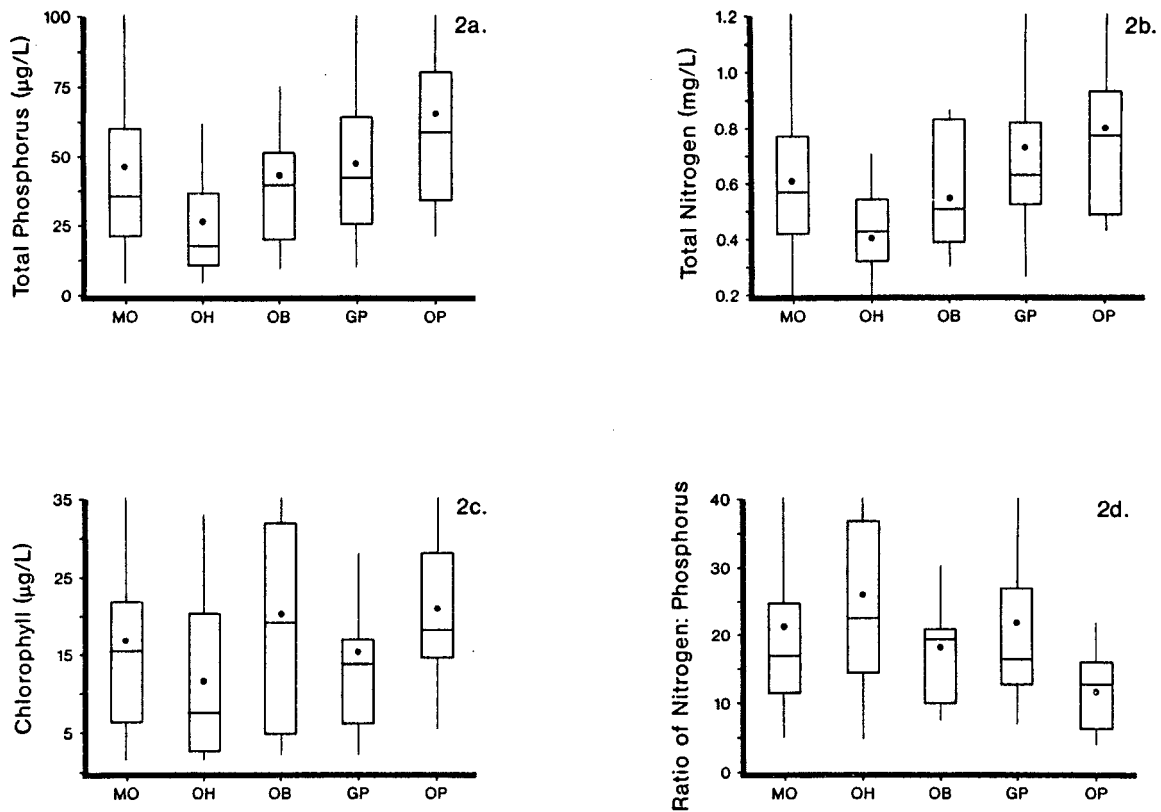 2a.
Total Phosphorus (µg/L)
100
75
50
25
0
MO OH OB GP OP
2b.
Total Nitrogen (mg/L)
1.2
1.0
0.8
0.6
0.4
0.2
MO OH OB GP OP
2c.
Chlorophyll (µg/L)
35
25
15
5
MO OH OB GP OP
2d.
Ratio of Nitrogen: Phosphorus
40
30
20
10
0
MO OH OB GP OP